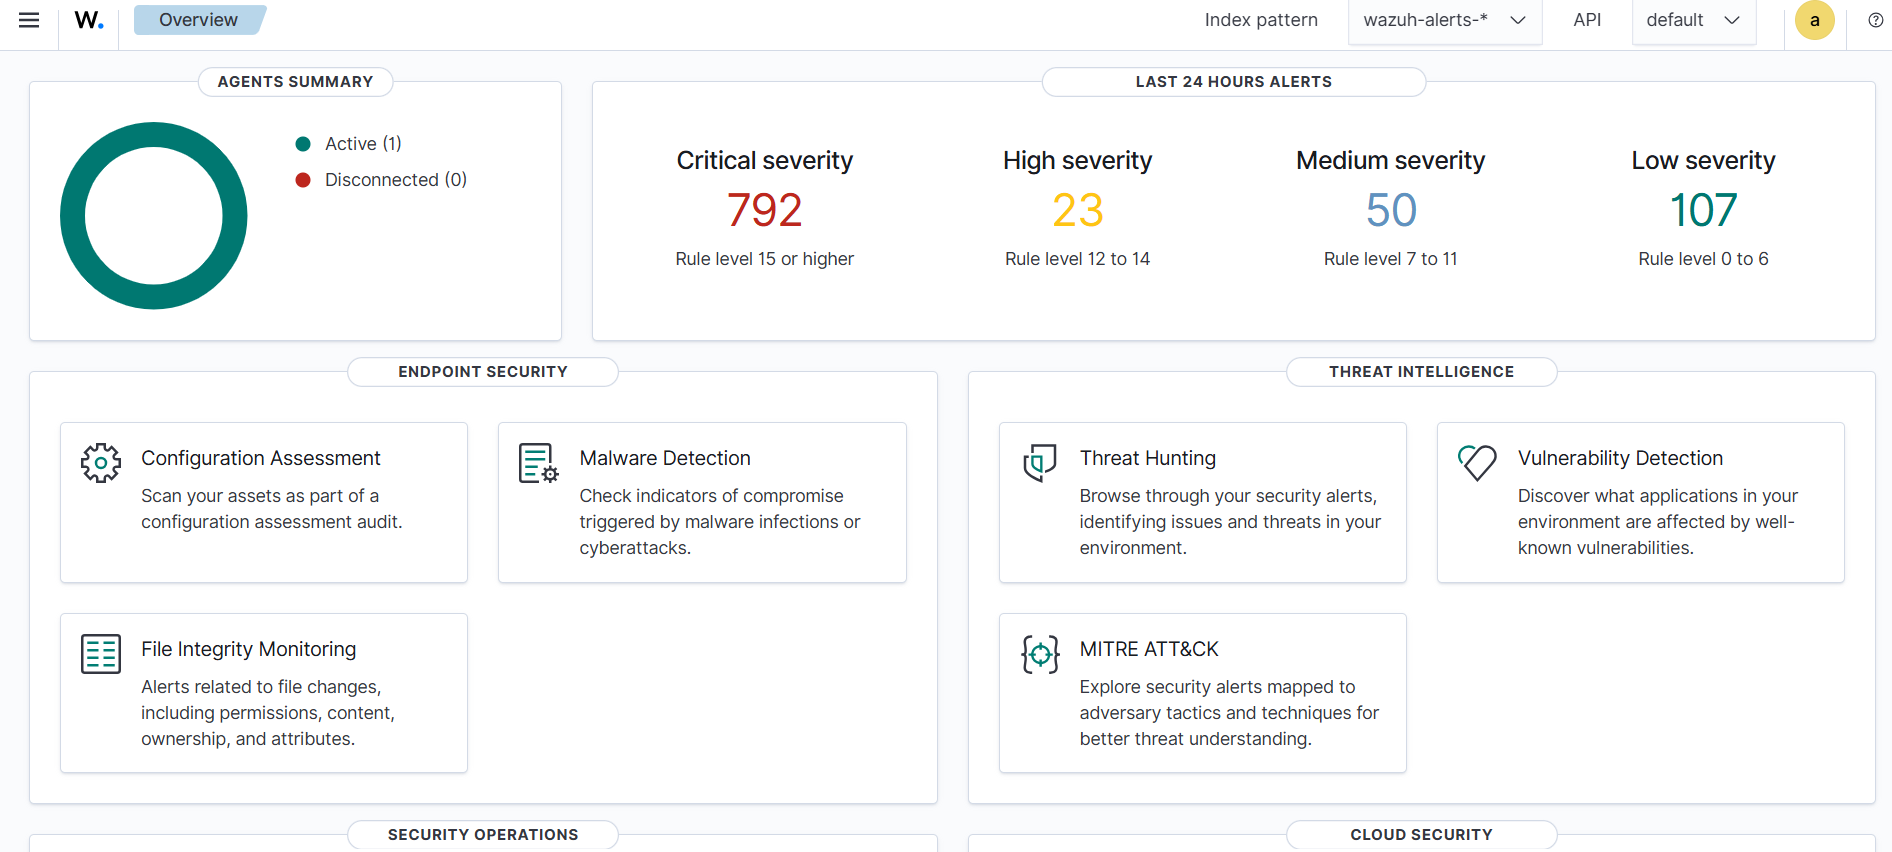 W.
Overview
Index pattern
wazuh-alerts-*
API
default
a
?
AGENTS SUMMARY
Active (1)
Disconnected (0)
LAST 24 HOURS ALERTS
Critical severity
792
Rule level 15 or higher
High severity
23
Rule level 12 to 14
Medium severity
50
Rule level 7 to 11
Low severity
107
Rule level 0 to 6
ENDPOINT SECURITY
Configuration Assessment
Scan your assets as part of a
configuration assessment audit.
Malware Detection
Check indicators of compromise
triggered by malware infections or
cyberattacks.
File Integrity Monitoring
Alerts related to file changes,
including permissions, content,
ownership, and attributes.
THREAT INTELLIGENCE
Threat Hunting
Browse through your security alerts,
identifying issues and threats in your
environment.
Vulnerability Detection
Discover what applications in your
environment are affected by well-
known vulnerabilities.
MITRE ATT&CK
Explore security alerts mapped to
adversary tactics and techniques for
better threat understanding.
SECURITY OPERATIONS
CLOUD SECURITY